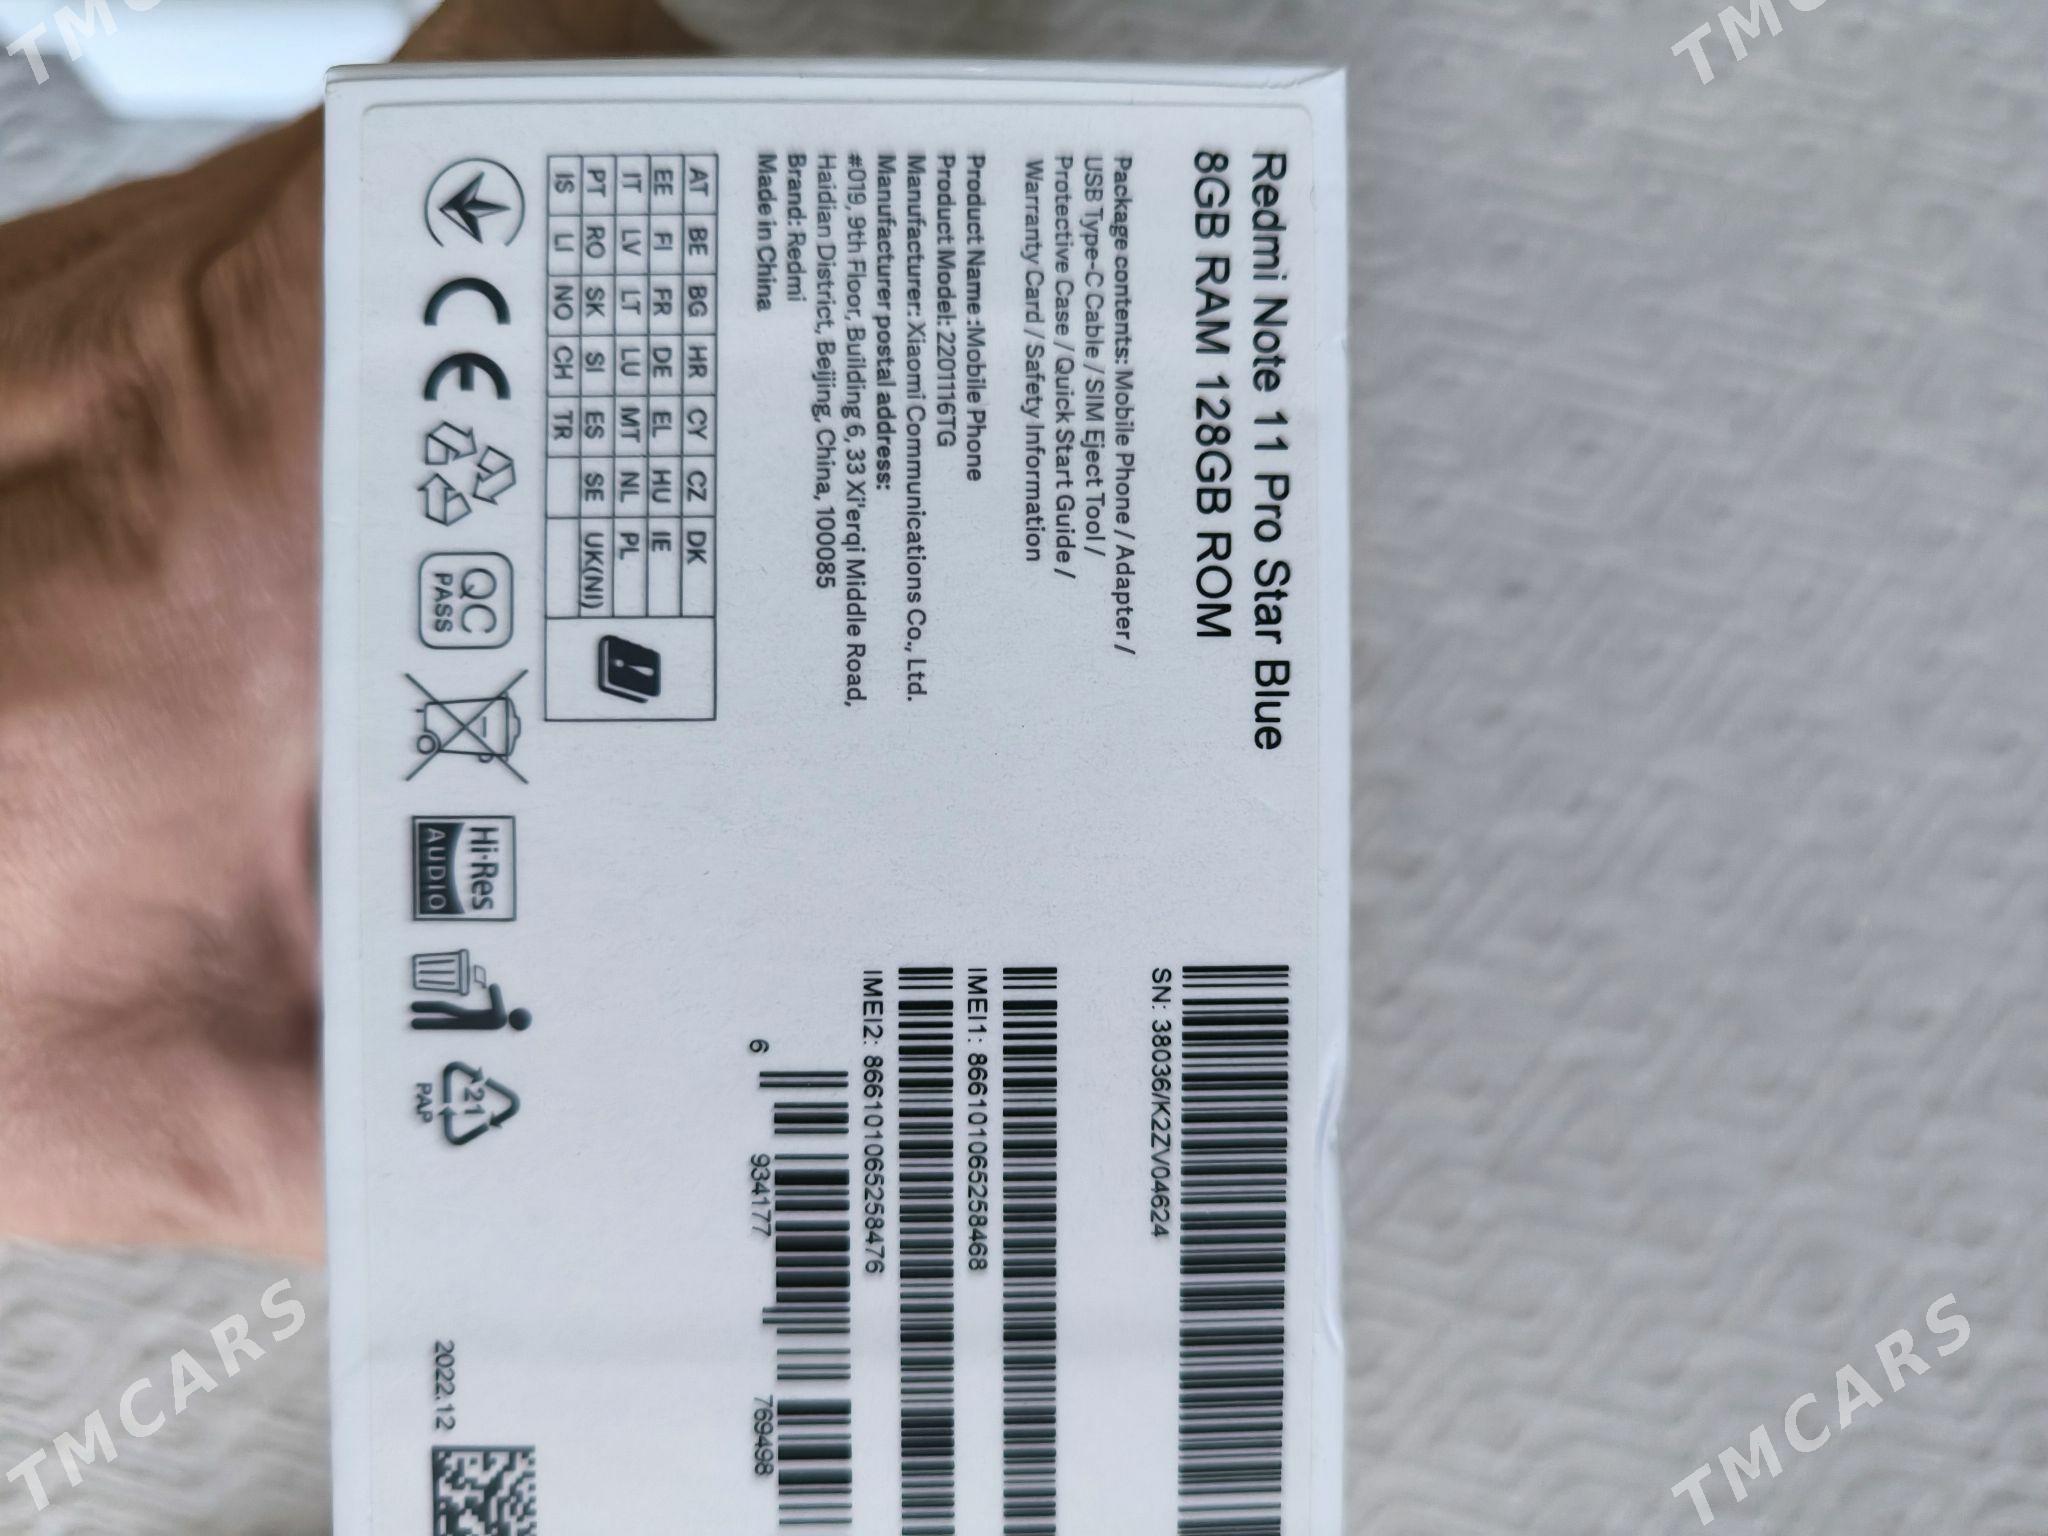 Redmi Note 11 Pro Star Blue
8GB RAM 128GB ROM
Package contents: Mobile Phone / Adapter /
USB Type-C Cable / SIM Eject Tool /
Protective Case / Quick Start Guide /
Warranty Card / Safety Information
Product Name :Mobile Phone
Product Model: 2201116TG
Manufacturer: Xiaomi Communications Co., Ltd.
Manufacturer postal address:
#019, 9th Floor, Building 6, 33 Xi'erqi Middle Road,
Haidian District, Beijing, China, 100085
Brand: Redmi
Made in China
AT BE BG HR CY CZ DK
EE FI FR DE EL HU IE
IT LV LT LU MT NL PL
PT RO SK SI ES SE UK(NI)
IS LI NO CH TR
CE
QC
PASS
Hi-Res
AUDIO
21
PAP
SN: 38036/K2ZV04624
IMEI1: 866101065258468
IMEI2: 866101065258476
6 934177 769498
2022.12
TMCARS
TMCARS